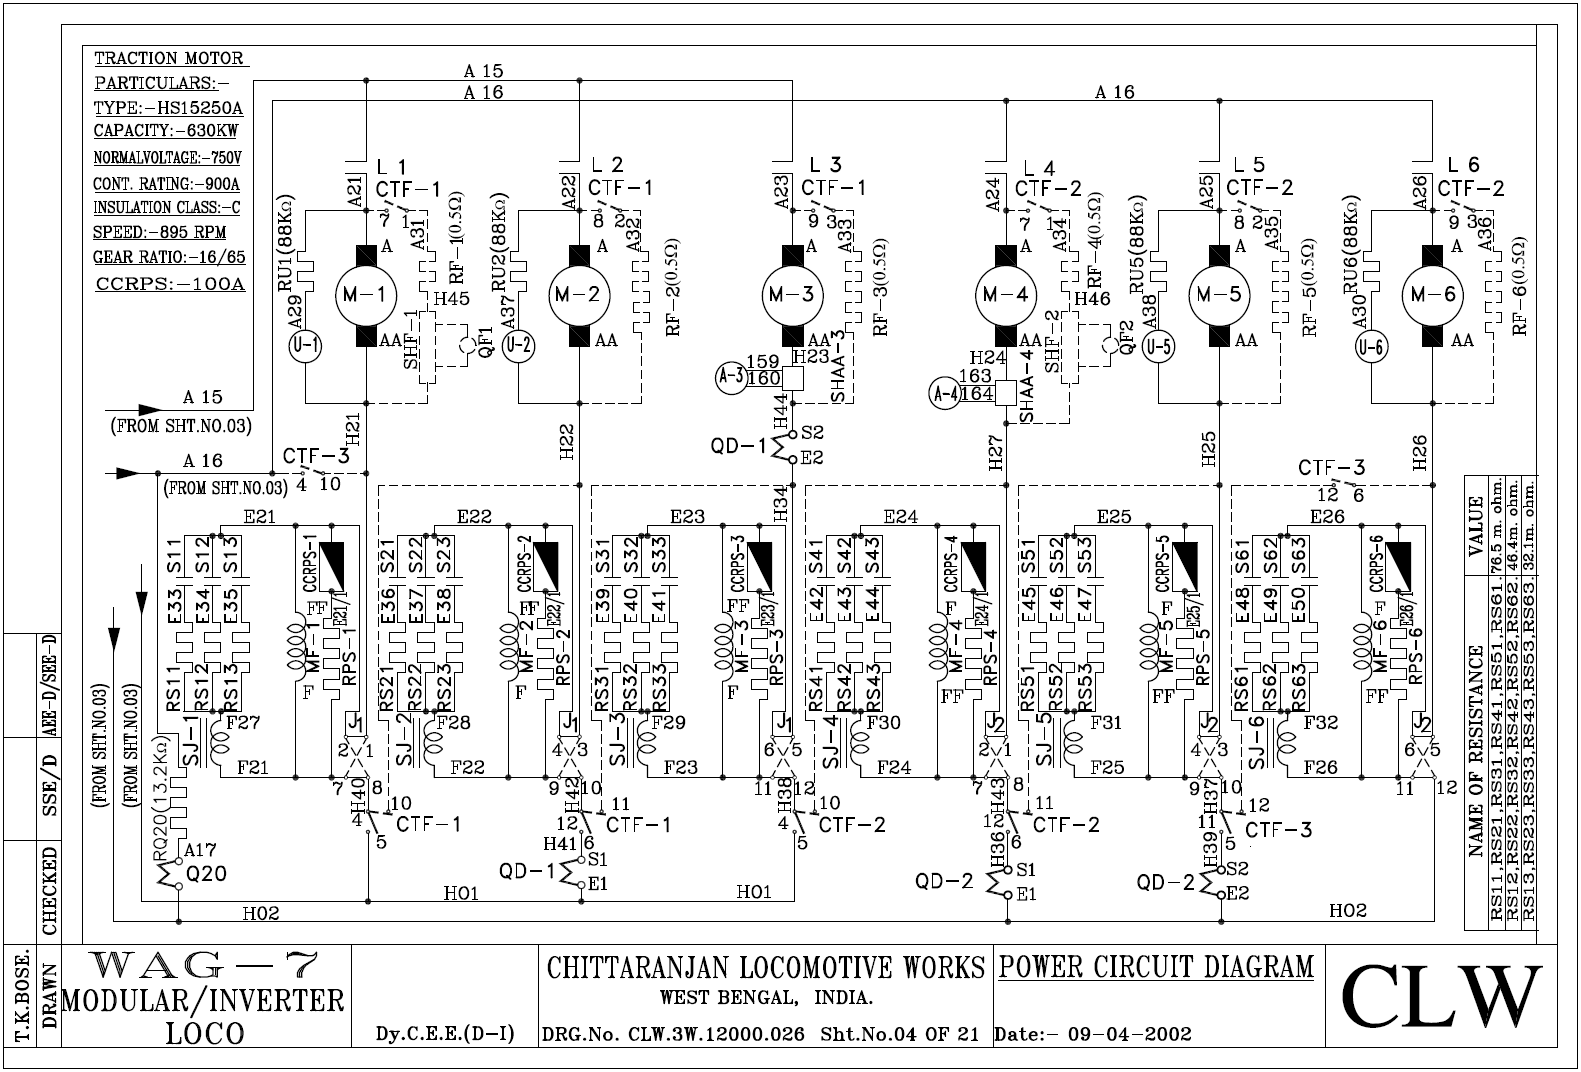 TRACTION MOTOR
PARTICULARS:-
TYPE:-HS15250A
CAPACITY:-630KW
NORMALVOLTAGE:-750V
CONT. RATING:-900A
INSULATION CLASS:-C
SPEED:-895 RPM
GEAR RATIO:-16/65
CCRPS:-100A
A 15
A 16 A 16
L 1 L 2 L 3 L 4 L 5 L 6
CTF-1 CTF-1 CTF-1 CTF-2 CTF-2 CTF-2
A21 A22 A23 A24 A25 A26
7 1 8 2 9 3 7 1 8 2 9 3
A31 A32 A33 A34 A35 A36
RU1(88KΩ) RU2(88KΩ) RU5(88KΩ) RU6(88KΩ)
RF-1(0.5Ω) RF-2(0.5Ω) RF-3(0.5Ω) RF-4(0.5Ω) RF-5(0.5Ω) RF-6(0.5Ω)
A A A A A A
M-1 M-2 M-3 M-4 M-5 M-6
H45 H46
A29 A37 A38 A30
U-1 U-2 U-5 U-6
AA AA AA AA AA AA
SHF-1 QF1 SHF-2 QF2
H23 H24
A-3 159 160 SHAA-3
A-4 163 164 SHAA-4
A 15
(FROM SHT.NO.03)
A 16
(FROM SHT.NO.03)
H21 H22 H44 H27 H25 H26
QD-1 S2 E2
H34
CTF-3 4 10
CTF-3 12 6
E21 E22 E23 E24 E25 E26
S11 S12 S13 S21 S22 S23 S31 S32 S33 S41 S42 S43 S51 S52 S53 S61 S62 S63
CCRPS-1 CCRPS-2 CCRPS-3 CCRPS-4 CCRPS-5 CCRPS-6
E33 E34 E35 E36 E37 E38 E39 E40 E41 E42 E43 E44 E45 E46 E47 E48 E49 E50
FF FF FF F F F
E21/1 E22/1 E23/1 E24/1 E25/1 E26/1
MF-1 MF-2 MF-3 MF-4 MF-5 MF-6
RPS-1 RPS-2 RPS-3 RPS-4 RPS-5 RPS-6
RS11 RS12 RS13 RS21 RS22 RS23 RS31 RS32 RS33 RS41 RS42 RS43 RS51 RS52 RS53 RS61 RS62 RS63
F F F FF FF FF
SJ-1 SJ-2 SJ-3 SJ-4 SJ-5 SJ-6
F27 F28 F29 F30 F31 F32
J1 J1 J1 J2 J2 J2
2 1 4 3 6 5 2 1 4 3 6 5
F21 F22 F23 F24 F25 F26
7 8 9 10 11 12 7 8 9 10 11 12
H40 H42 H38 H43 H37
4 10 5 CTF-1
12 11 6 CTF-1
4 10 5 CTF-2
12 11 6 CTF-2
11 12 5 CTF-3
H41 H36 H39
QD-1 S1 E1
QD-2 S1 E1
QD-2 S2 E2
(FROM SHT.NO.03)
(FROM SHT.NO.03)
RQ20(13,2KΩ)
A17
Q20
H01 H01
H02 H02
NAME OF RESISTANCE VALUE
RS11,RS21,RS31,RS41,RS51,RS61. 76.5 m. ohm.
RS12,RS22,RS32,RS42,RS52,RS62. 46.4m. ohm.
RS13,RS23,RS33,RS43,RS53,RS63. 32.1m. ohm.
AEE-D/SEE-D
SSE/D
CHECKED
T.K.BOSE.
DRAWN
WAG-7
MODULAR/INVERTER
LOCO
Dy.C.E.E.(D-I)
CHITTARANJAN LOCOMOTIVE WORKS
WEST BENGAL, INDIA.
DRG.No. CLW.3W.12000.026 Sht.No.04 OF 21
POWER CIRCUIT DIAGRAM
Date:- 09-04-2002
CLW